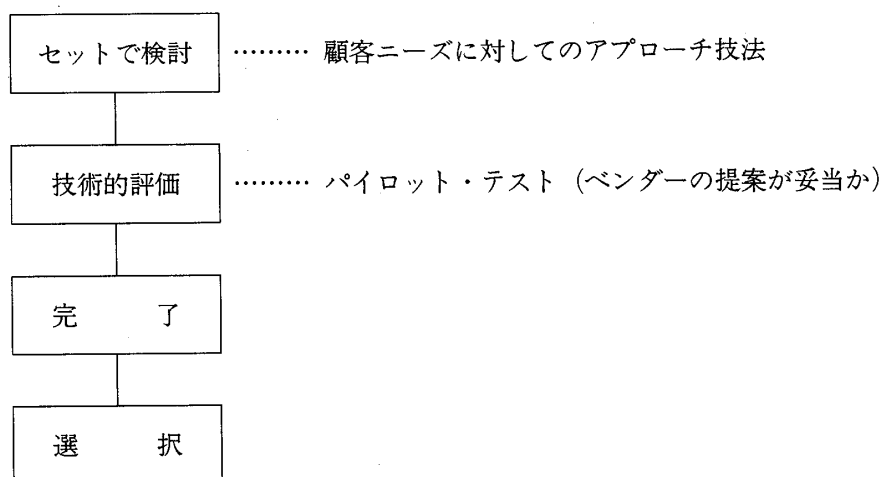 セットで検討 ……… 顧客ニーズに対してのアプローチ技法
技術的評価 ……… パイロット・テスト (ベンダーの提案が妥当か)
完　　了
選　　択